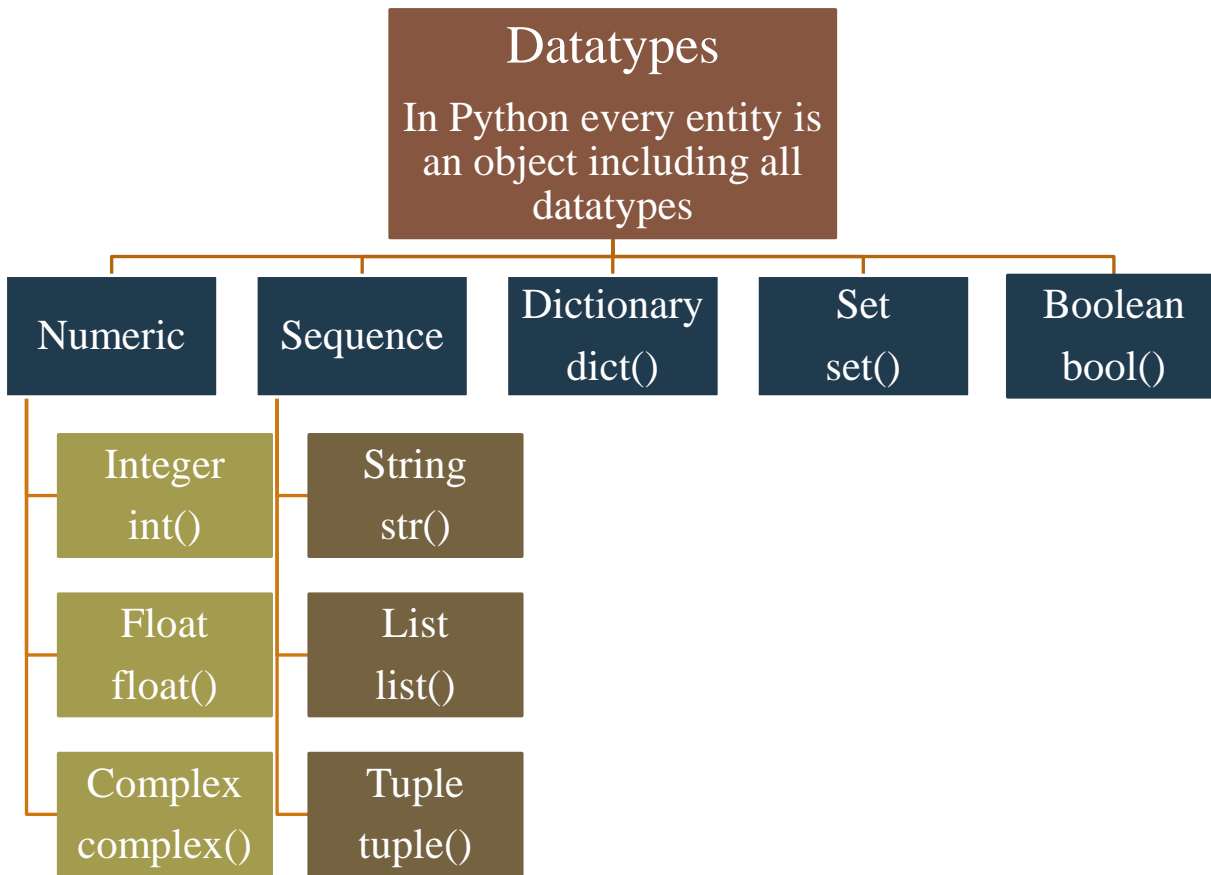 Datatypes
In Python every entity is
an object including all
datatypes
Numeric
Sequence
Dictionary
dict()
Set
set()
Boolean
bool()
Integer
int()
String
str()
Float
float()
List
list()
Complex
complex()
Tuple
tuple()